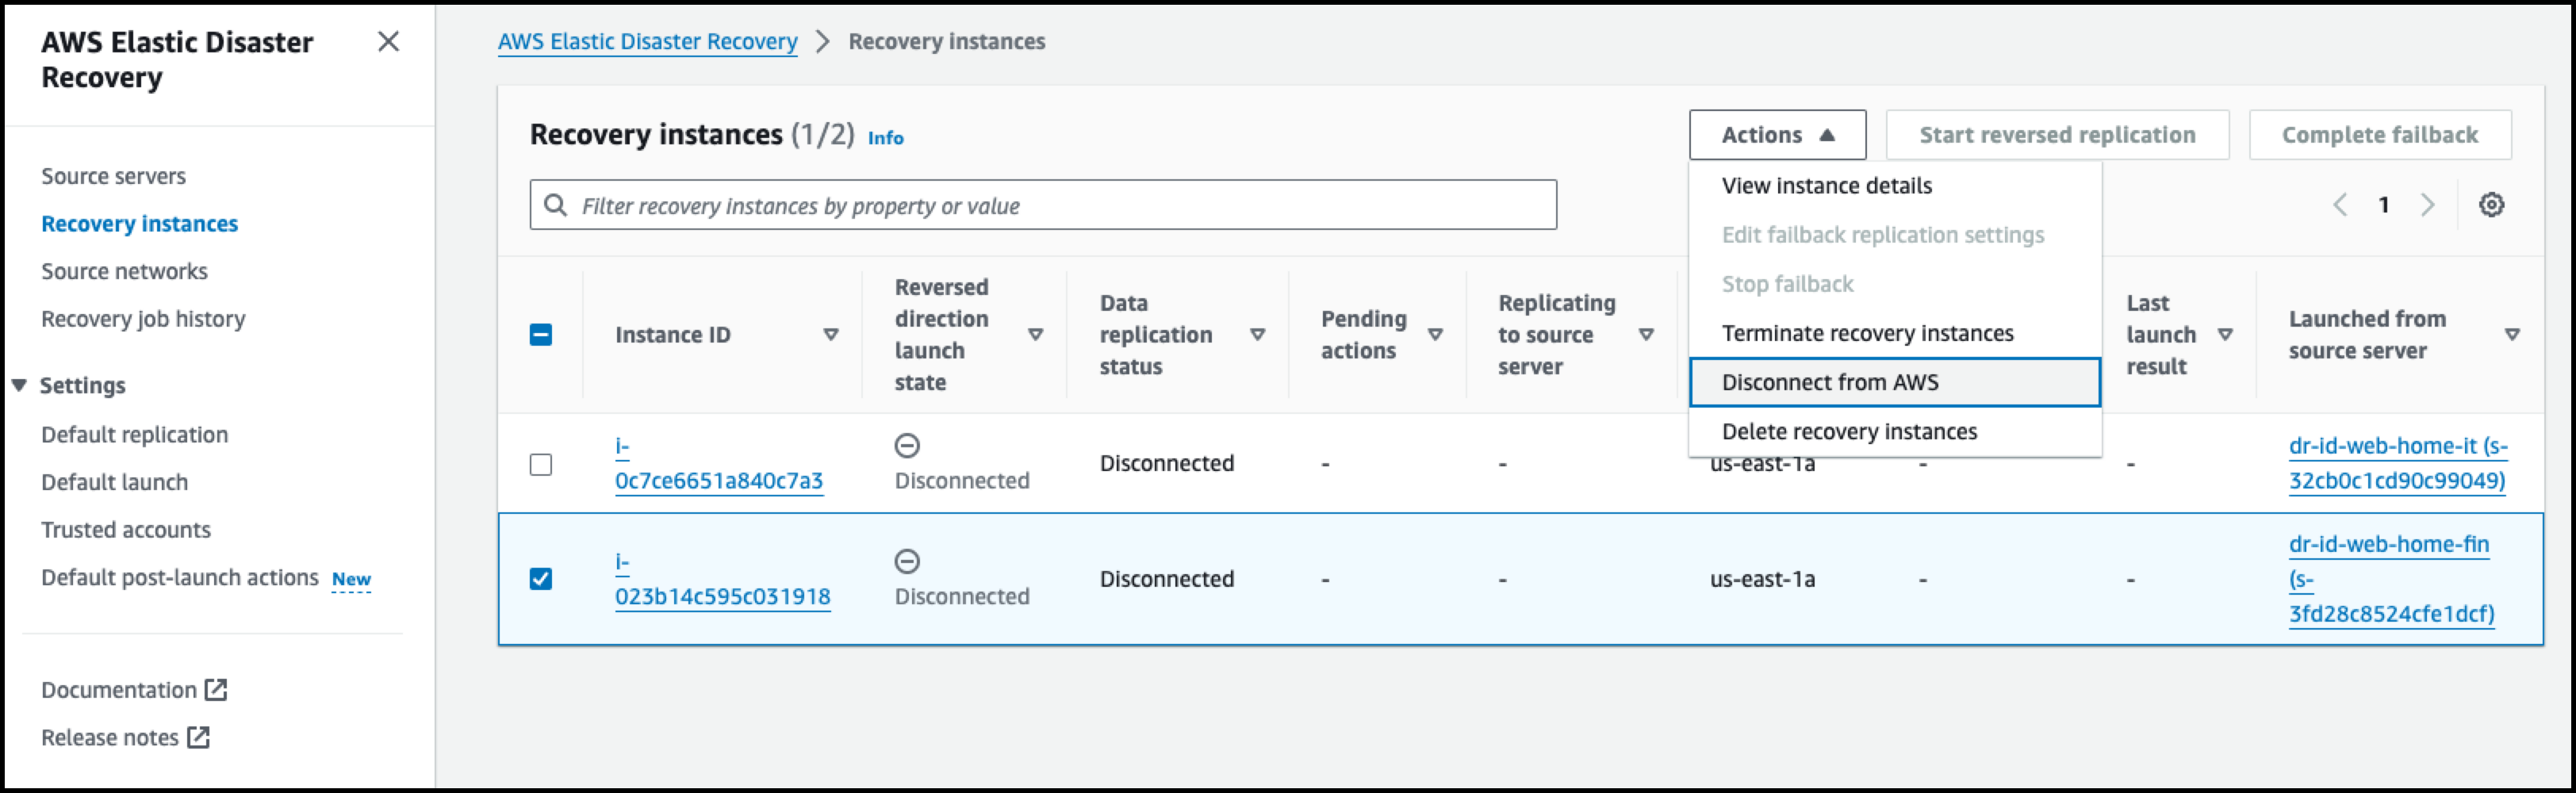 AWS Elastic Disaster
Recovery
Source servers
Recovery instances
Source networks
Recovery job history
Settings
Default replication
Default launch
Trusted accounts
Default post-launch actions New
Documentation
Release notes
AWS Elastic Disaster Recovery > Recovery instances
Recovery instances (1/2) Info
Actions
Start reversed replication
Complete failback
Filter recovery instances by property or value
1
View instance details
Edit failback replication settings
Stop failback
Terminate recovery instances
Disconnect from AWS
Delete recovery instances
Instance ID
Reversed
direction
launch
state
Data
replication
status
Pending
actions
Replicating
to source
server
Last
launch
result
Launched from
source server
i-
0c7ce6651a840c7a3
Disconnected
Disconnected
-
-
us-east-1a
-
-
dr-id-web-home-it (s-
32cb0c1cd90c99049)
i-
023b14c595c031918
Disconnected
Disconnected
-
-
us-east-1a
-
-
dr-id-web-home-fin
(s-
3fd28c8524cfe1dcf)